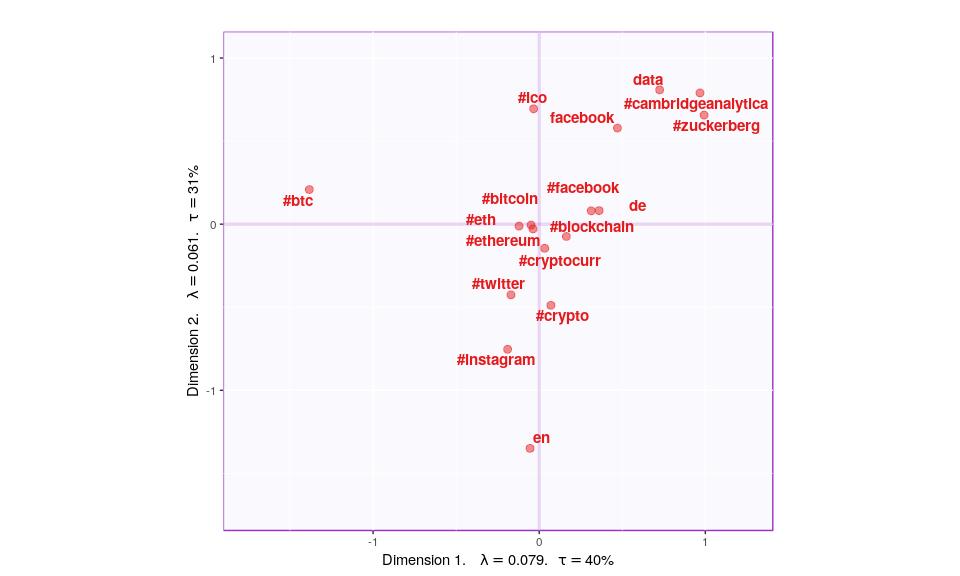 1
data
#ico
#cambridgeanalytica
facebook
#zuckerberg
#facebook
#bitcoin
#btc
de
#eth
0
#blockchain
#ethereum
#cryptocurr
#twitter
#crypto
#instagram
-1
en
-1 0 1
Dimension 1. λ = 0.079. τ = 40%
Dimension 2. λ = 0.061. τ = 31%